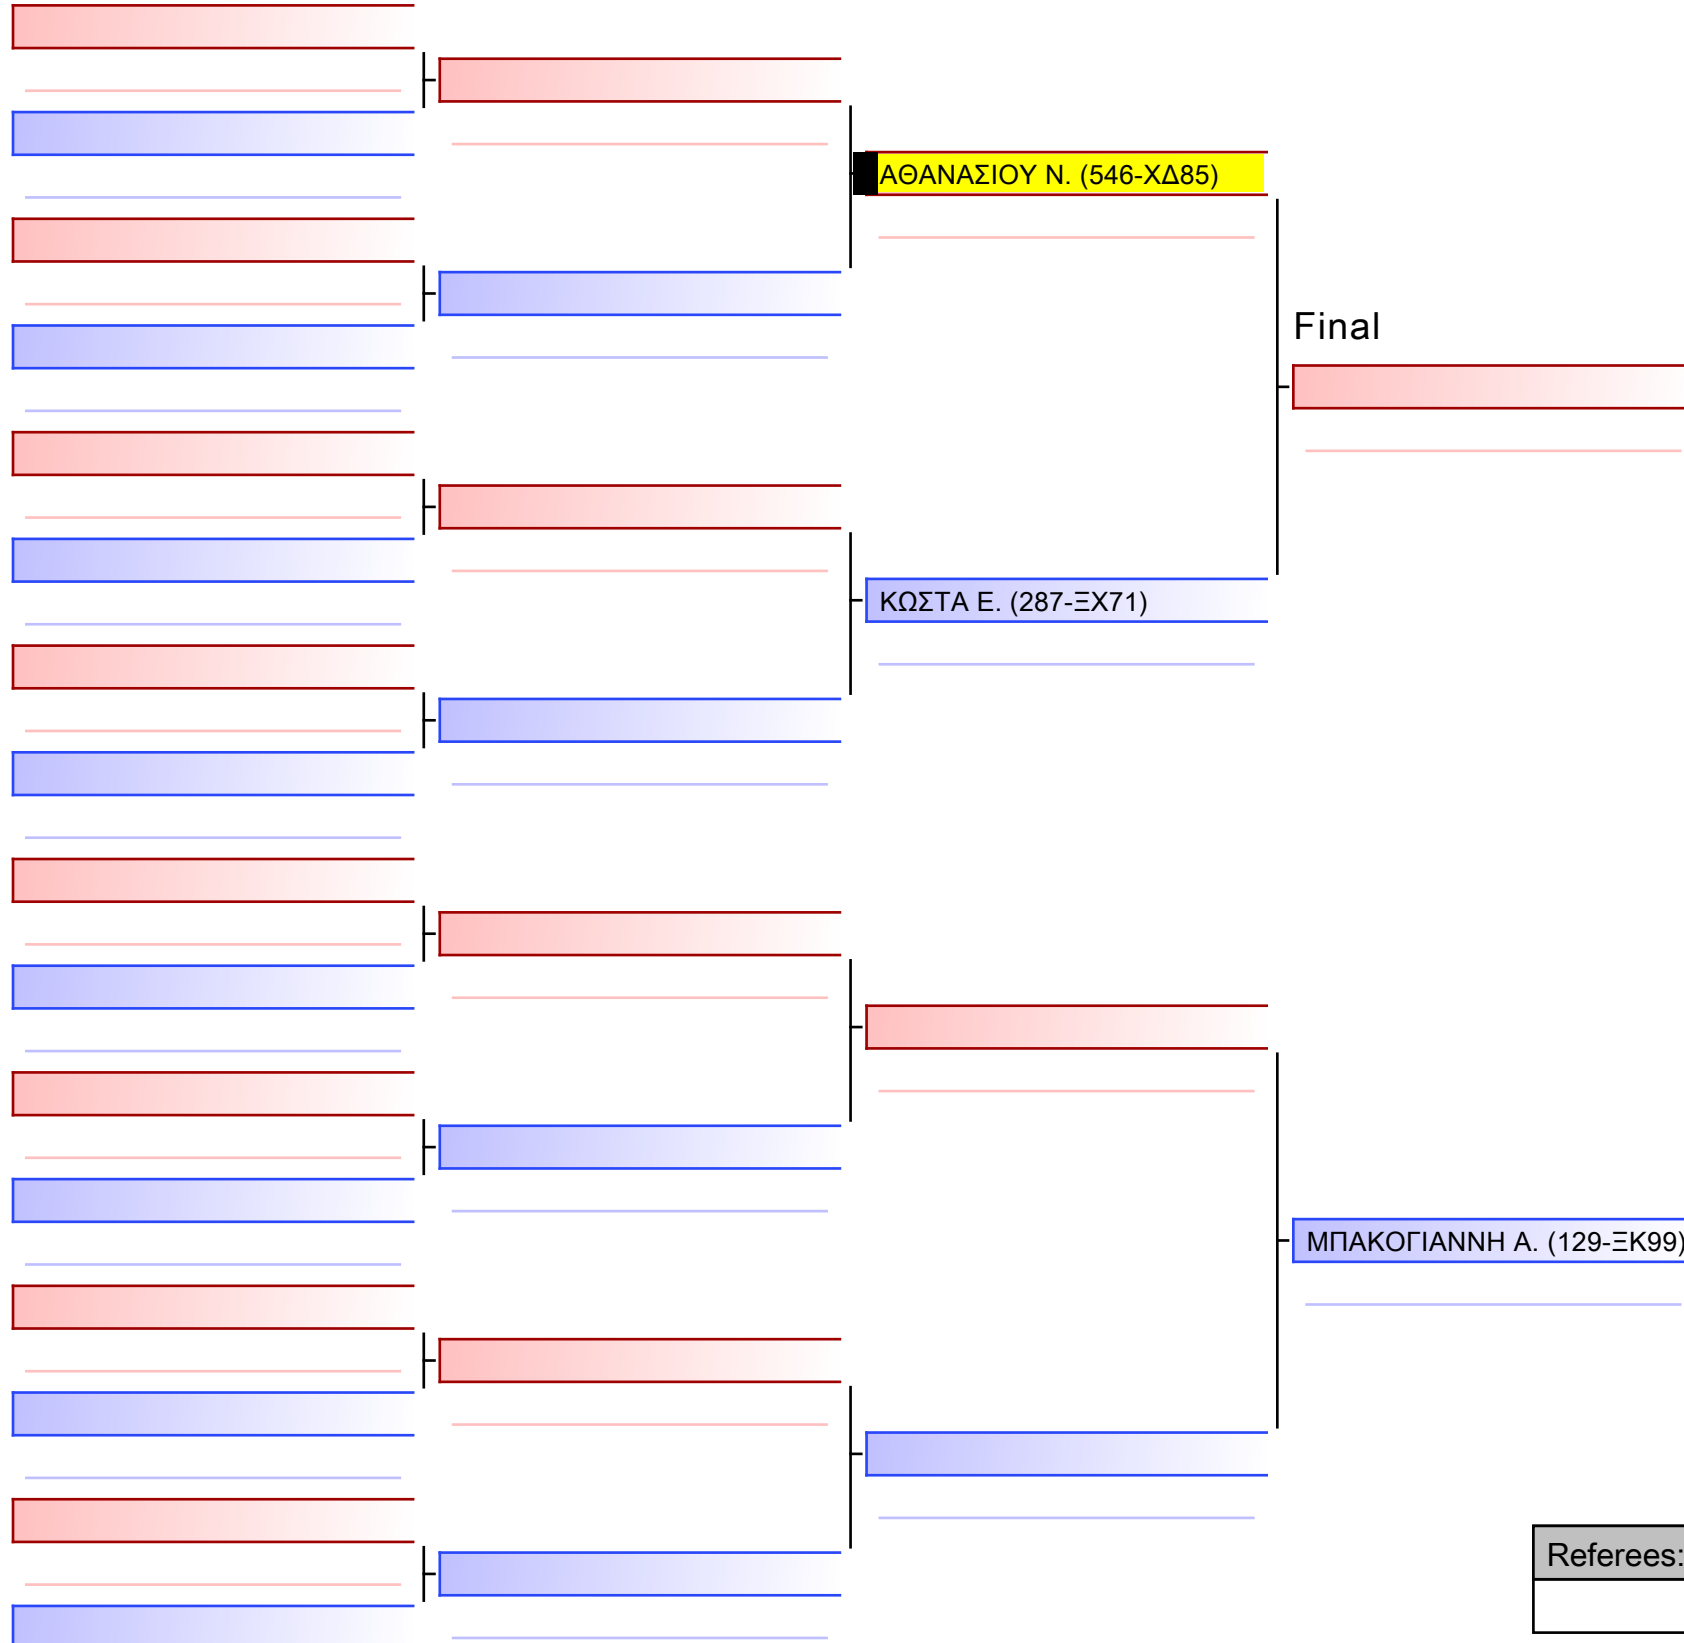 ΑΘΑΝΑΣΙΟΥ Ν. (546-ΧΔ85)
Final
ΚΩΣΤΑ Ε. (287-ΞΧ71)
ΜΠΑΚΟΓΙΑΝΝΗ Α. (129-ΞΚ99)
Referees: